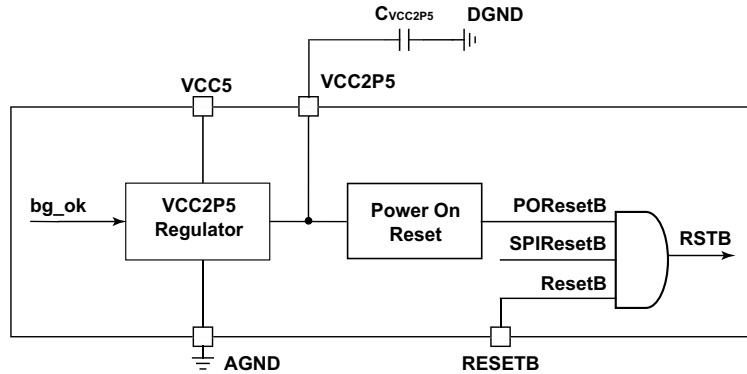 CVCC2P5
DGND
VCC5
VCC2P5
bg_ok
VCC2P5
Regulator
Power On
Reset
POResetB
SPIResetB
ResetB
RSTB
AGND
RESETB